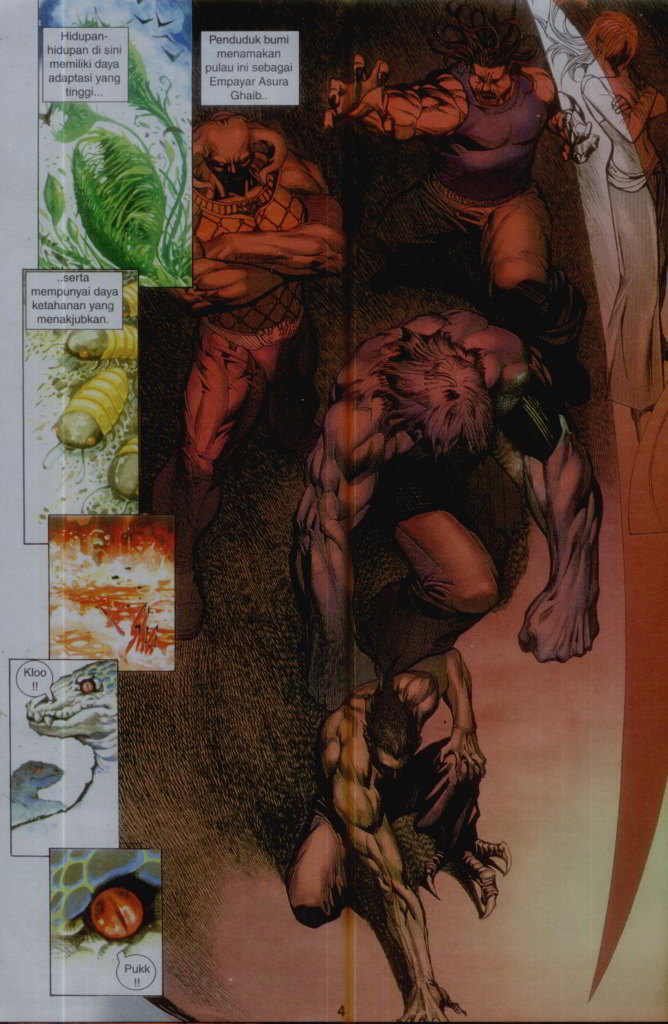 Hidupan-
hidupan di sini
memiliki daya
adaptasi yang
tinggi...
Penduduk bumi
menamakan
pulau ini sebagai
Empayar Asura
Ghaib..
..serta
mempunyai daya
ketahanan yang
menakjubkan.
Kloo
!!
Pukk
!!
4